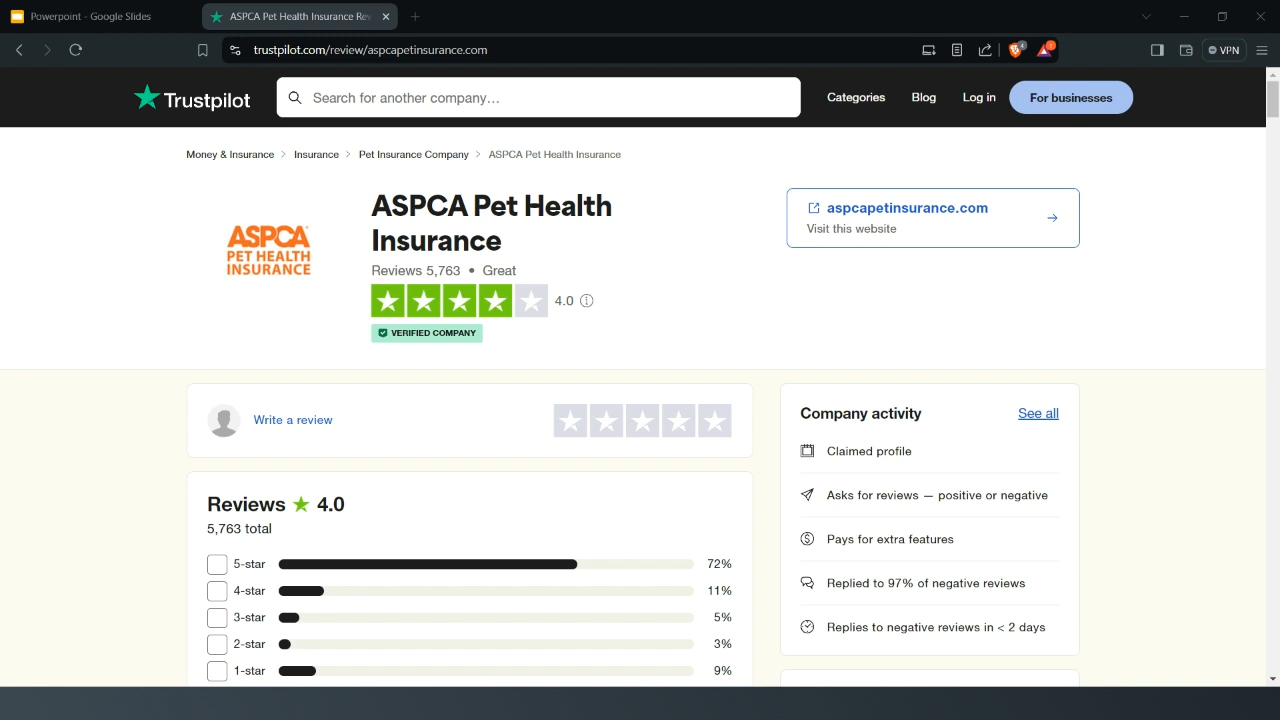 Powerpoint - Google Slides
ASPCA Pet Health Insurance Re
trustpilot.com/review/aspcapetinsurance.com
4
VPN
Trustpilot
Search for another company…
Categories
Blog
Log in
For businesses
Money & Insurance
Insurance
Pet Insurance Company
ASPCA Pet Health Insurance
ASPCA
PET HEALTH
INSURANCE
ASPCA Pet Health
Insurance
Reviews 5,763 • Great
4.0
VERIFIED COMPANY
aspcapetinsurance.com
Visit this website
Write a review
Reviews ★ 4.0
5,763 total
5-star 72%
4-star 11%
3-star 5%
2-star 3%
1-star 9%
Company activity
See all
Claimed profile
Asks for reviews — positive or negative
Pays for extra features
Replied to 97% of negative reviews
Replies to negative reviews in < 2 days